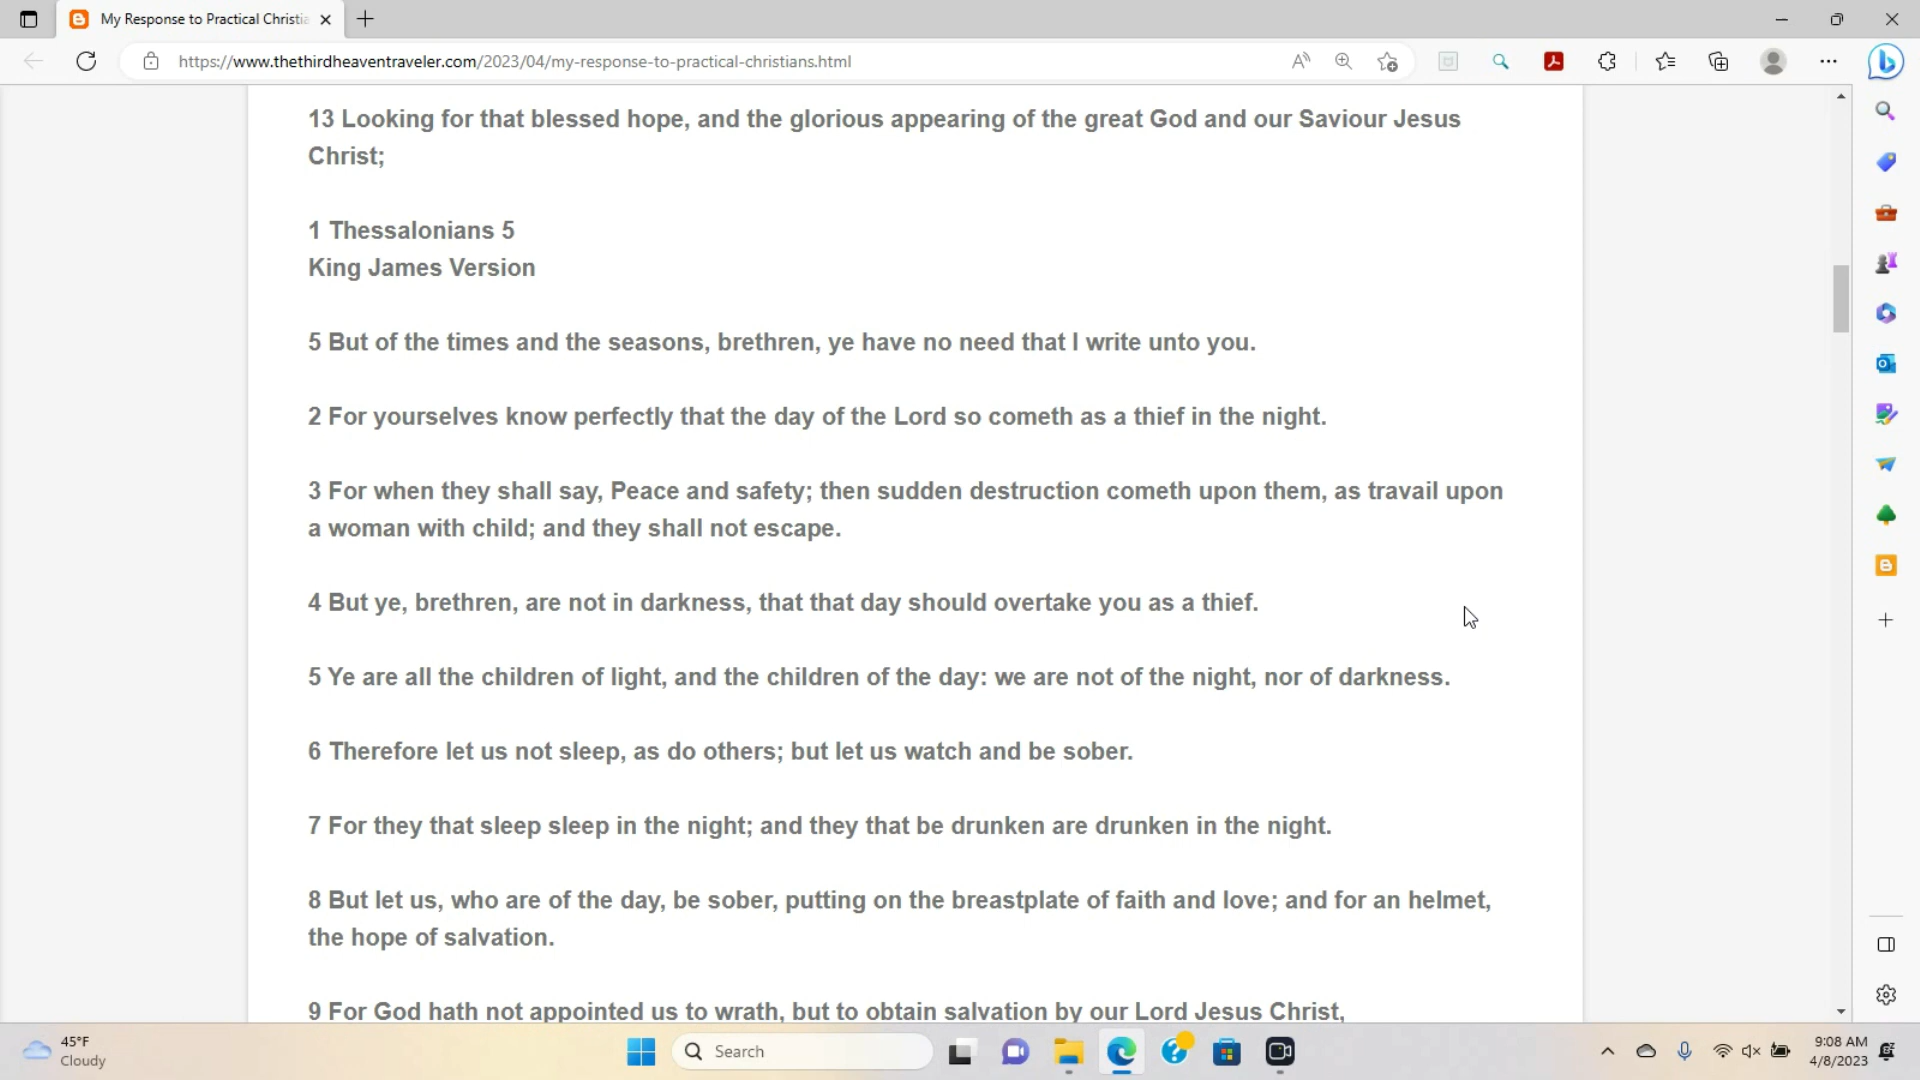 My Response to Practical Christia
https://www.thethirdheaventraveler.com/2023/04/my-response-to-practical-christians.html
13 Looking for that blessed hope, and the glorious appearing of the great God and our Saviour Jesus
Christ;
1 Thessalonians 5
King James Version
5 But of the times and the seasons, brethren, ye have no need that I write unto you.
2 For yourselves know perfectly that the day of the Lord so cometh as a thief in the night.
3 For when they shall say, Peace and safety; then sudden destruction cometh upon them, as travail upon
a woman with child; and they shall not escape.
4 But ye, brethren, are not in darkness, that that day should overtake you as a thief.
5 Ye are all the children of light, and the children of the day: we are not of the night, nor of darkness.
6 Therefore let us not sleep, as do others; but let us watch and be sober.
7 For they that sleep sleep in the night; and they that be drunken are drunken in the night.
8 But let us, who are of the day, be sober, putting on the breastplate of faith and love; and for an helmet,
the hope of salvation.
9 For God hath not appointed us to wrath, but to obtain salvation by our Lord Jesus Christ,
45°F
Cloudy
Search
9:08 AM
4/8/2023